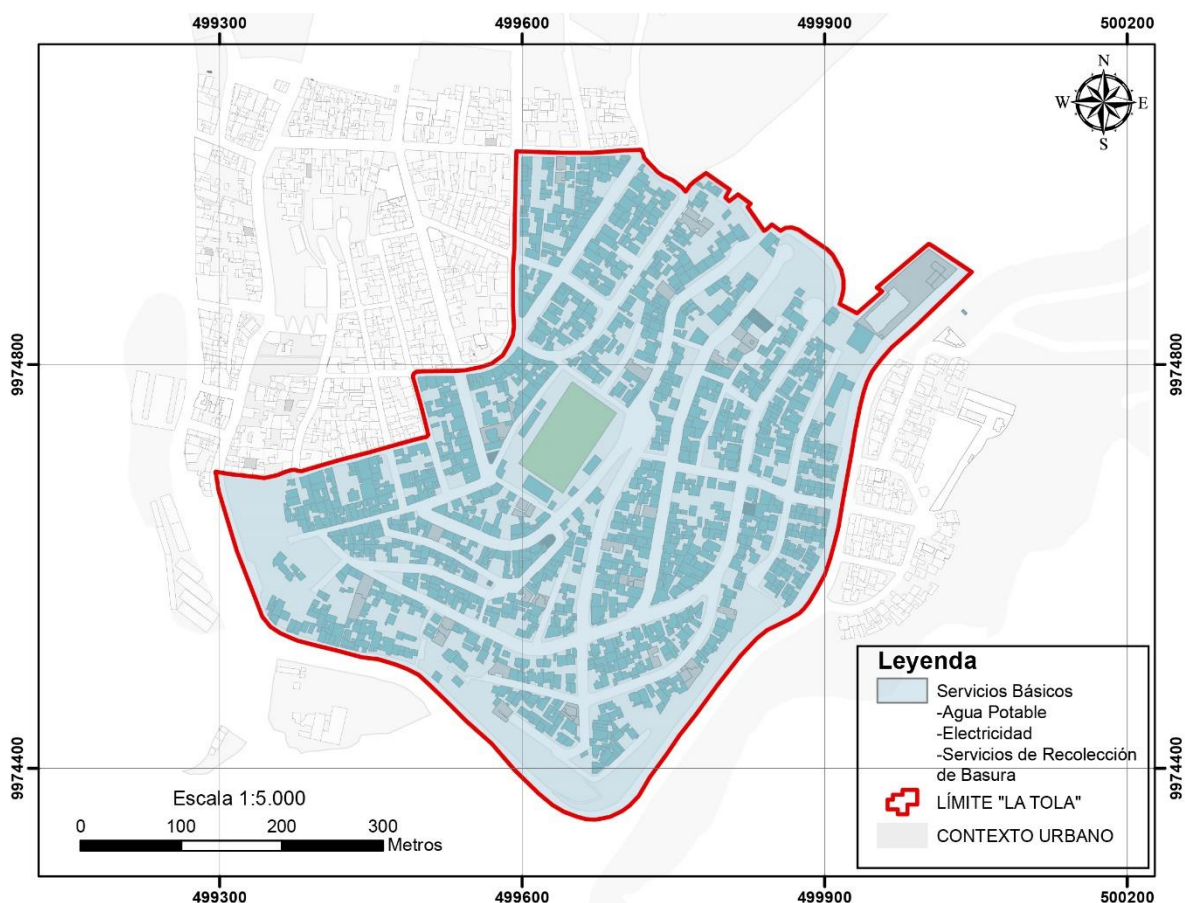 499300 499600 499900 500200
N
W E
S
9974800 9974800
Leyenda
Servicios Básicos
-Agua Potable
-Electricidad
-Servicios de Recolección
de Basura
LÍMITE "LA TOLA"
CONTEXTO URBANO
9974400 9974400
Escala 1:5.000
0 100 200 300
Metros
499300 499600 499900 500200